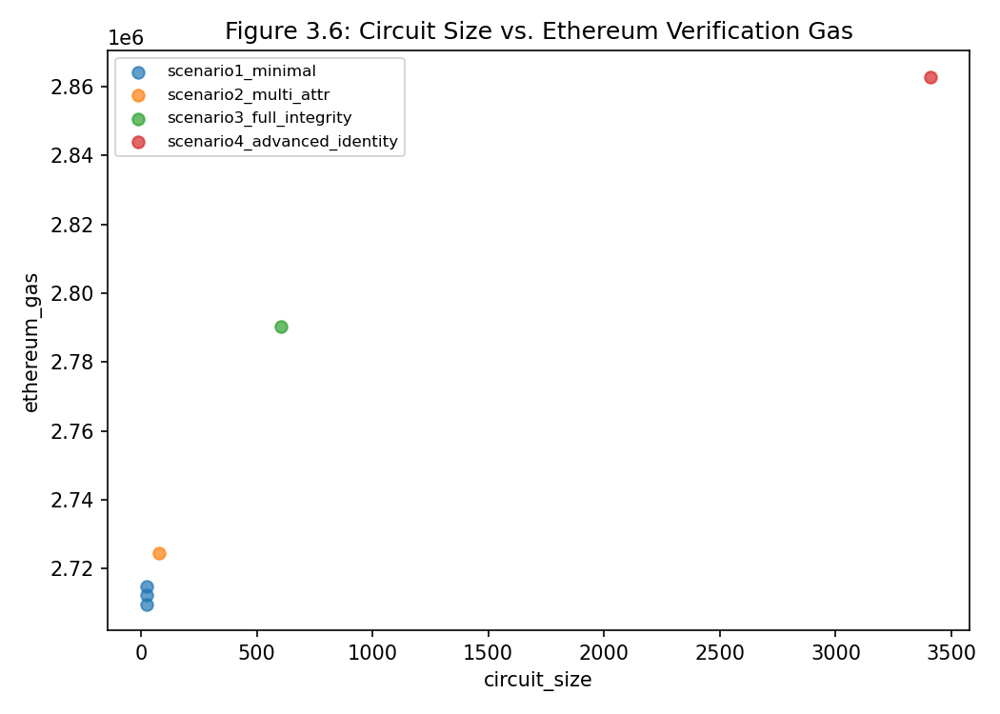 Figure 3.6: Circuit Size vs. Ethereum Verification Gas
1e6
scenario1_minimal
scenario2_multi_attr
scenario3_full_integrity
scenario4_advanced_identity
2.86
2.84
2.82
2.80
2.78
2.76
2.74
2.72
ethereum_gas
0 500 1000 1500 2000 2500 3000 3500
circuit_size